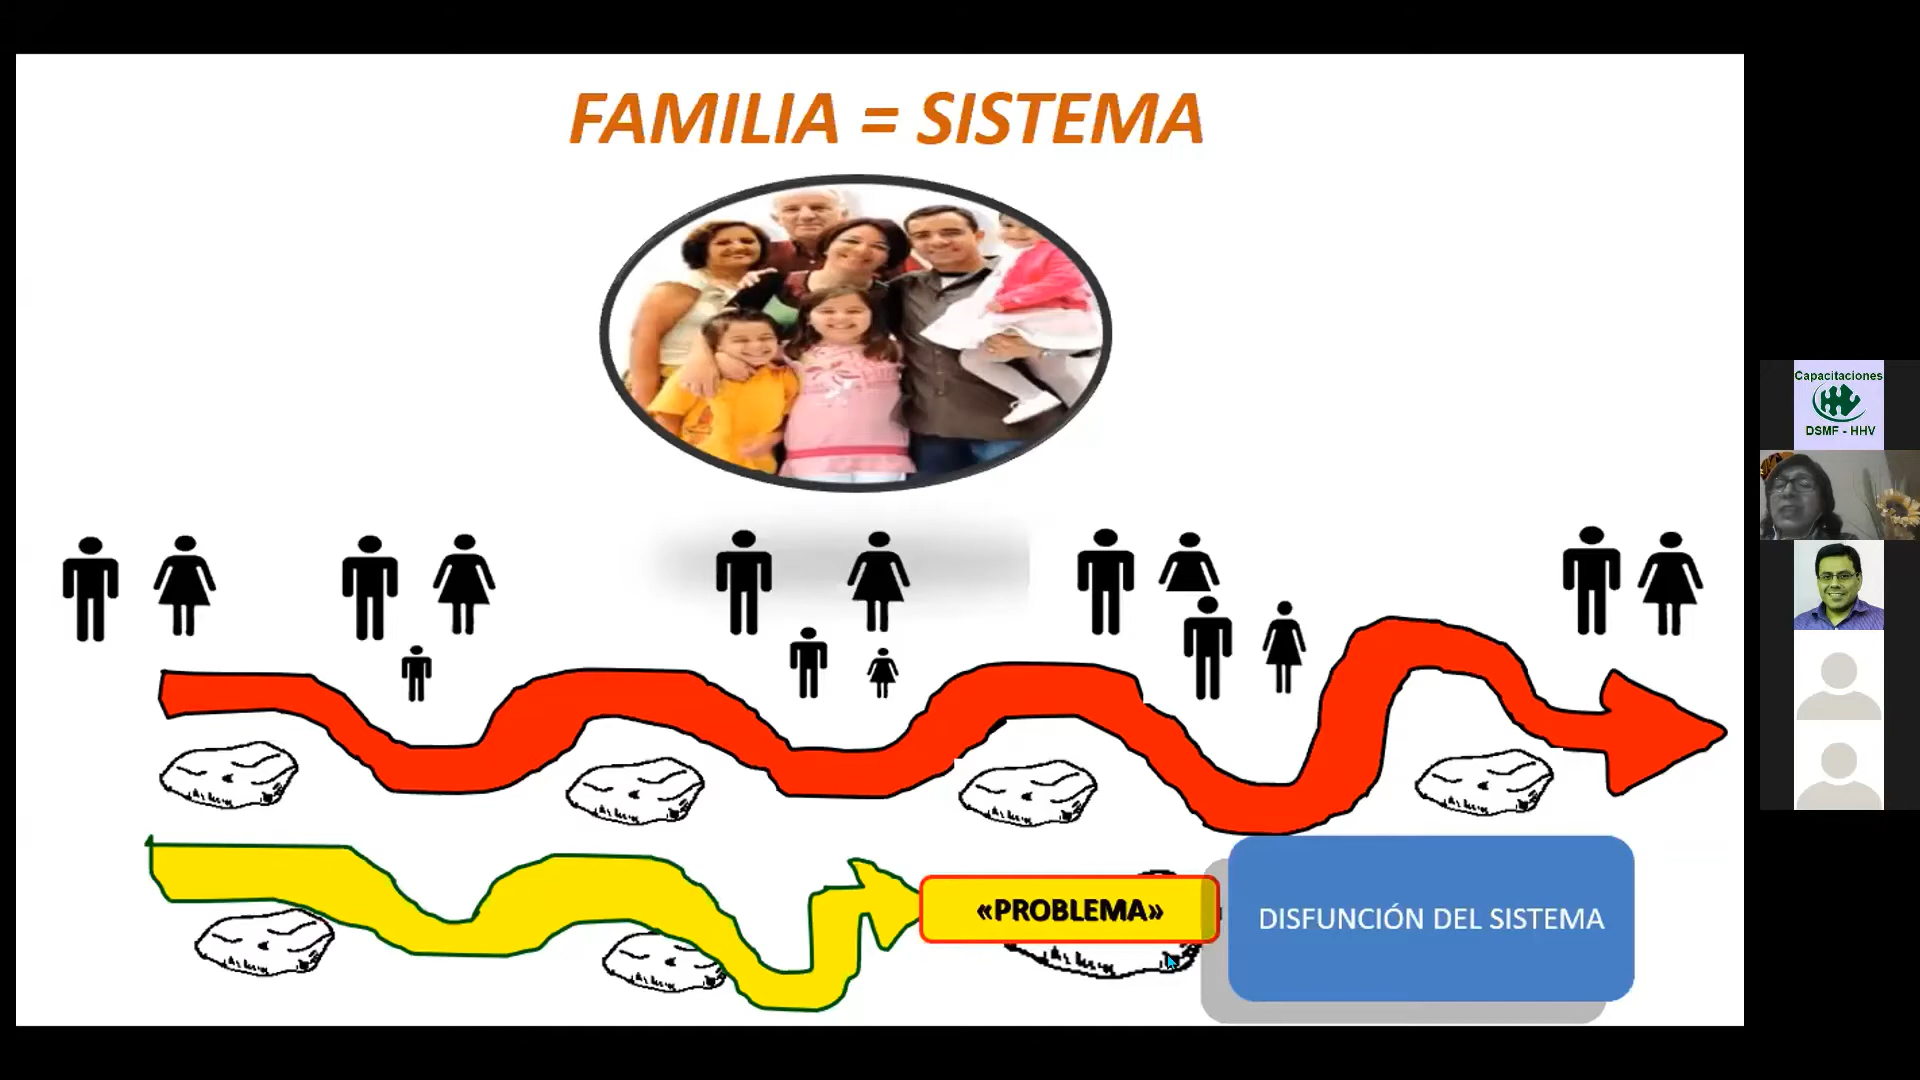 FAMILIA = SISTEMA
Capacitaciones
DSMF - HHV
«PROBLEMA»
DISFUNCIÓN DEL SISTEMA